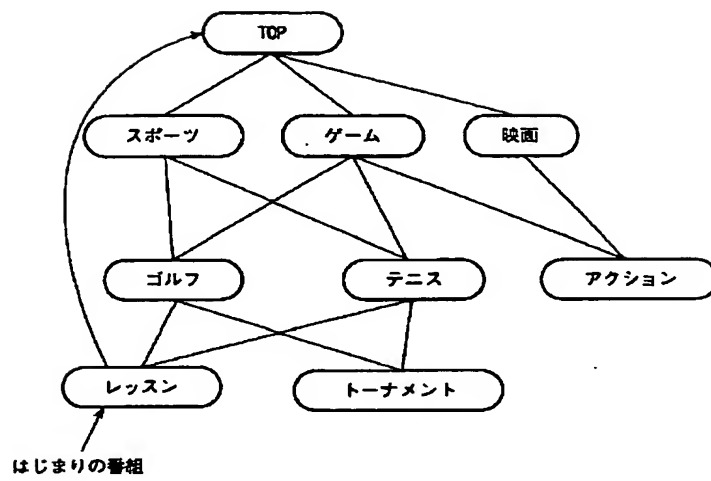 TOP
スポーツ
ゲーム
映画
ゴルフ
テニス
アクション
レッスン
トーナメント
はじまりの番組